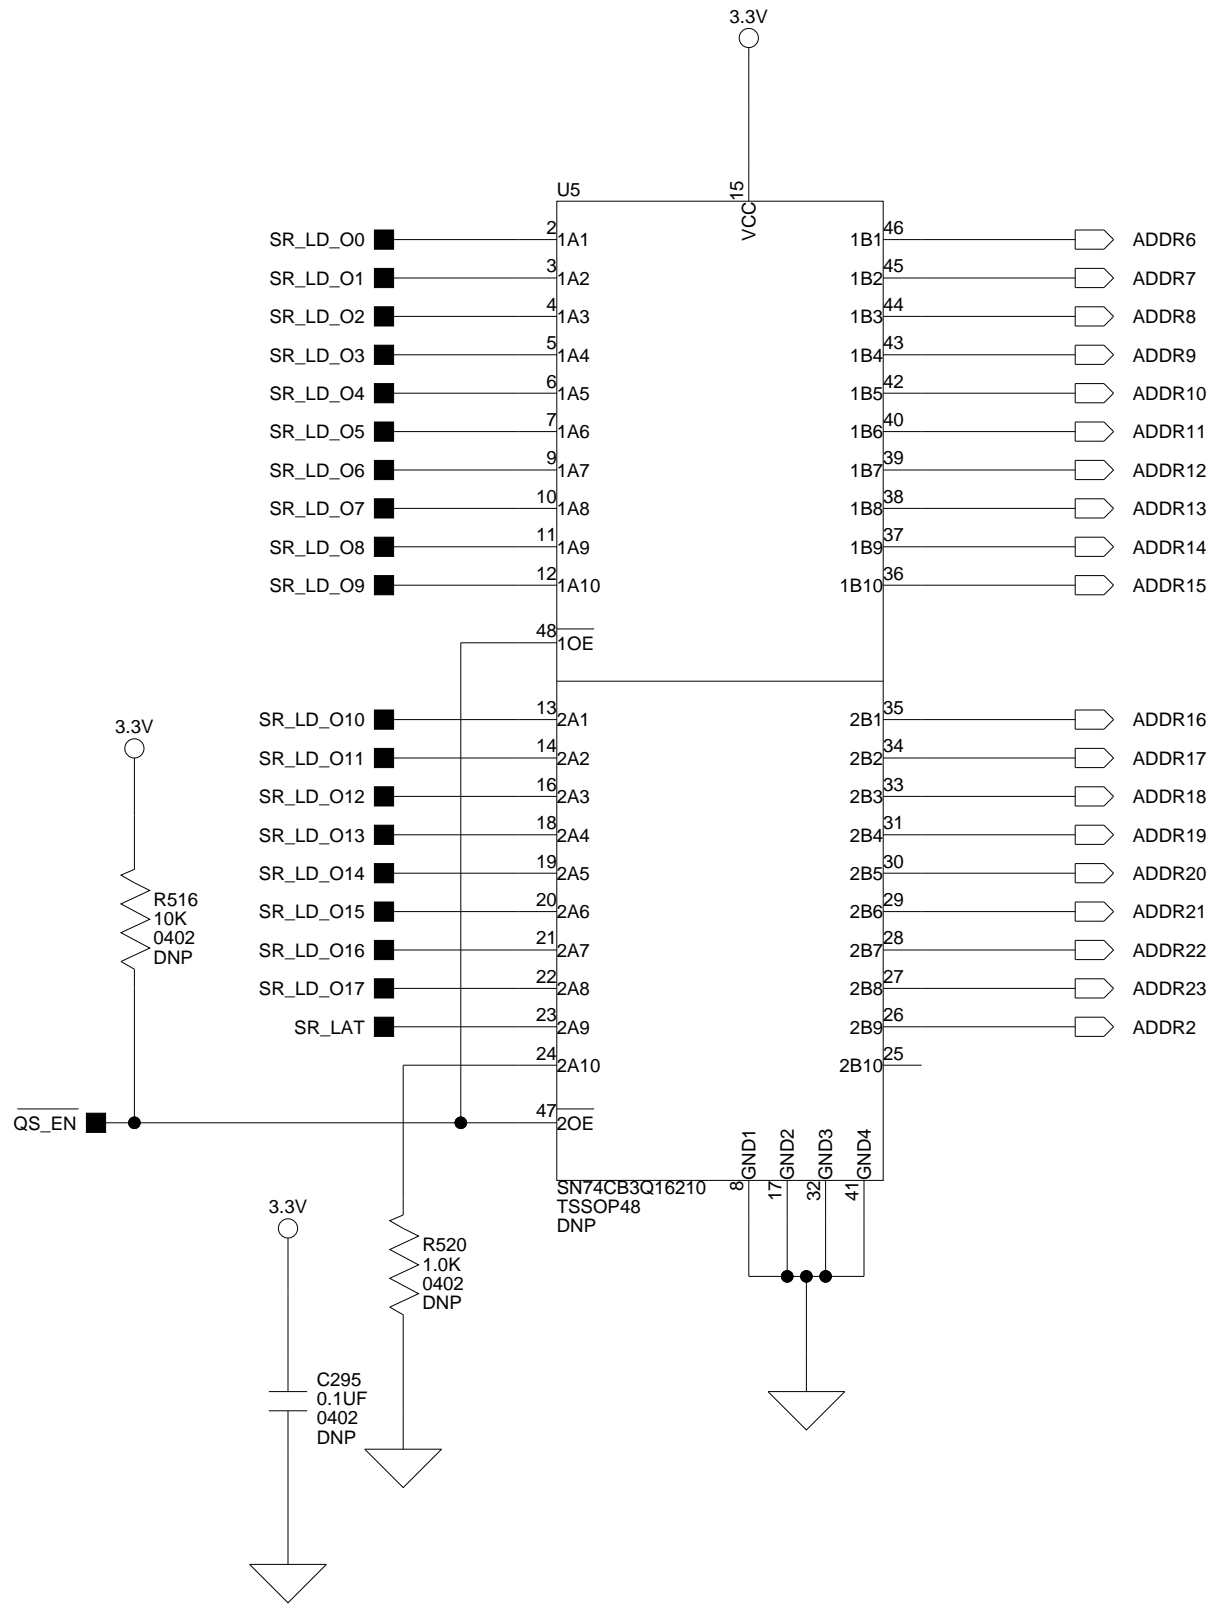 3.3V
U5
15
VCC
SR_LD_O0 2 1A1 1B1 46 ADDR6
SR_LD_O1 3 1A2 1B2 45 ADDR7
SR_LD_O2 4 1A3 1B3 44 ADDR8
SR_LD_O3 5 1A4 1B4 43 ADDR9
SR_LD_O4 6 1A5 1B5 42 ADDR10
SR_LD_O5 7 1A6 1B6 40 ADDR11
SR_LD_O6 9 1A7 1B7 39 ADDR12
SR_LD_O7 10 1A8 1B8 38 ADDR13
SR_LD_O8 11 1A9 1B9 37 ADDR14
SR_LD_O9 12 1A10 1B10 36 ADDR15
48 1OE
SR_LD_O10 13 2A1 2B1 35 ADDR16
3.3V
SR_LD_O11 14 2A2 2B2 34 ADDR17
SR_LD_O12 16 2A3 2B3 33 ADDR18
SR_LD_O13 18 2A4 2B4 31 ADDR19
SR_LD_O14 19 2A5 2B5 30 ADDR20
R516
10K
0402
DNP
SR_LD_O15 20 2A6 2B6 29 ADDR21
SR_LD_O16 21 2A7 2B7 28 ADDR22
SR_LD_O17 22 2A8 2B8 27 ADDR23
SR_LAT 23 2A9 2B9 26 ADDR2
24 2A10 2B10 25
QS_EN 47 2OE
GND1 GND2 GND3 GND4
8 17 32 41
SN74CB3Q16210
TSSOP48
DNP
3.3V
R520
1.0K
0402
DNP
C295
0.1UF
0402
DNP